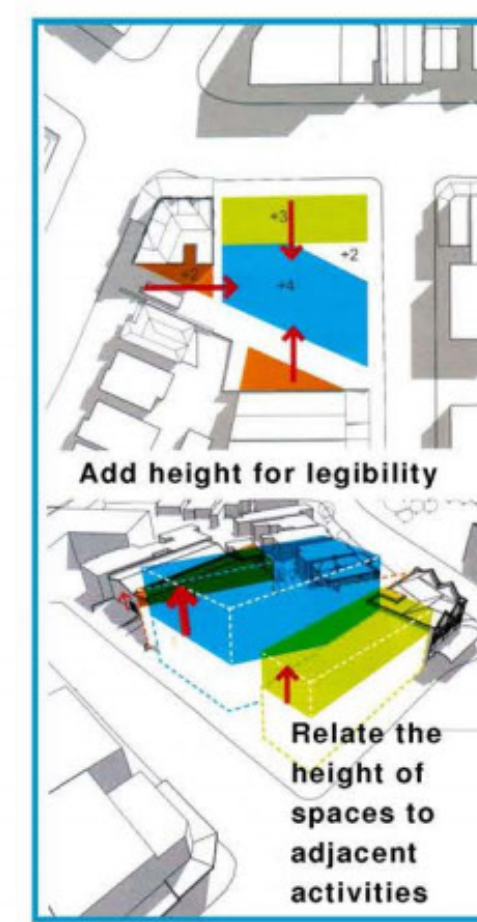 +3
+2
+2
+4
Add height for legibility
Relate the
height of
spaces to
adjacent
activities